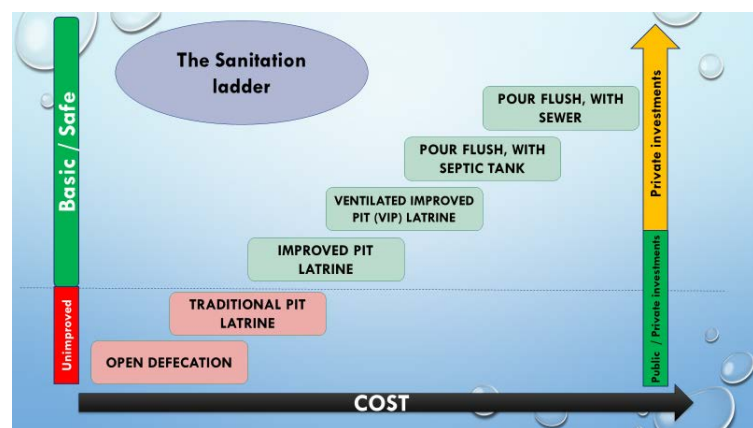 The Sanitation
ladder
Basic / Safe
Unimproved
POUR FLUSH, WITH
SEWER
POUR FLUSH, WITH
SEPTIC TANK
VENTILATED IMPROVED
PIT (VIP) LATRINE
IMPROVED PIT
LATRINE
TRADITIONAL PIT
LATRINE
OPEN DEFECATION
Private investments
Public / Private investments
COST